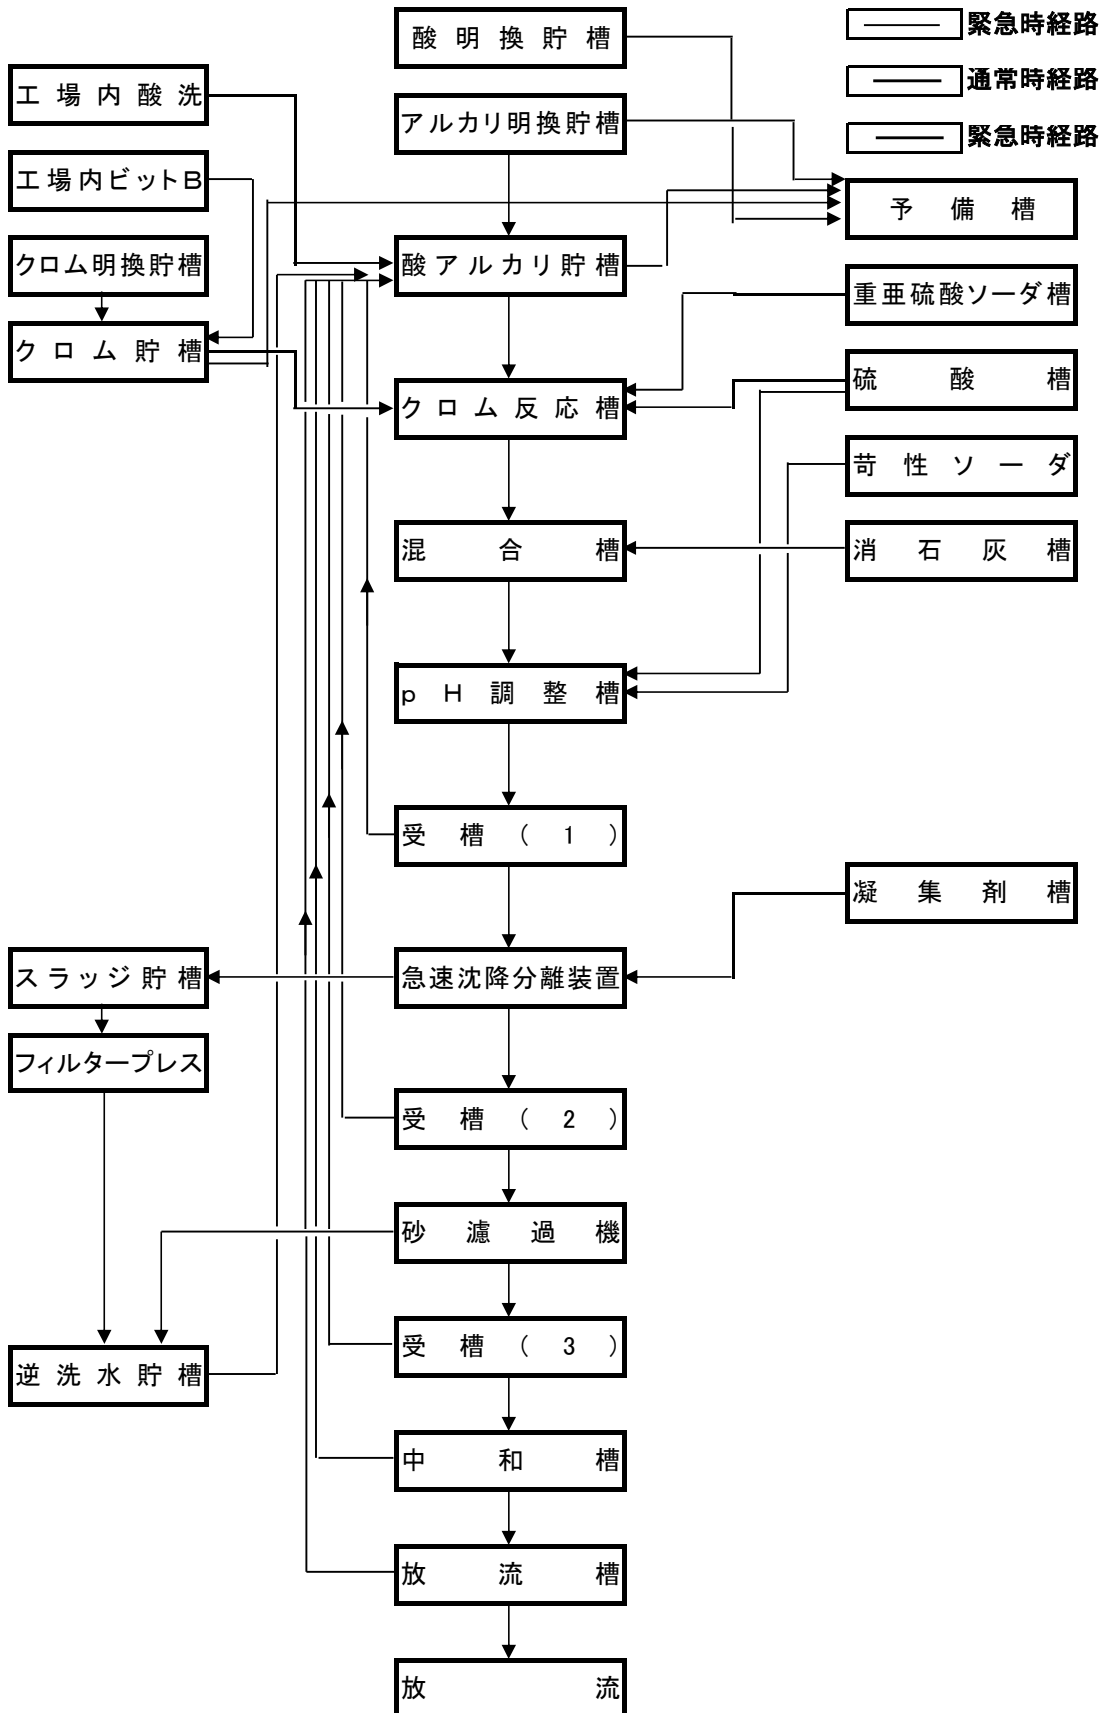 酸明換貯槽
緊急時経路
工場内酸洗
通常時経路
アルカリ明換貯槽
緊急時経路
工場内ビットB
予備槽
クロム明換貯槽
酸アルカリ貯槽
重亜硫酸ソーダ槽
クロム貯槽
硫酸槽
クロム反応槽
苛性ソーダ
混合槽
消石灰槽
pH調整槽
受槽(1)
凝集剤槽
スラッジ貯槽
急速沈降分離装置
フィルタープレス
受槽(2)
砂濾過機
受槽(3)
逆洗水貯槽
中和槽
放流槽
放流